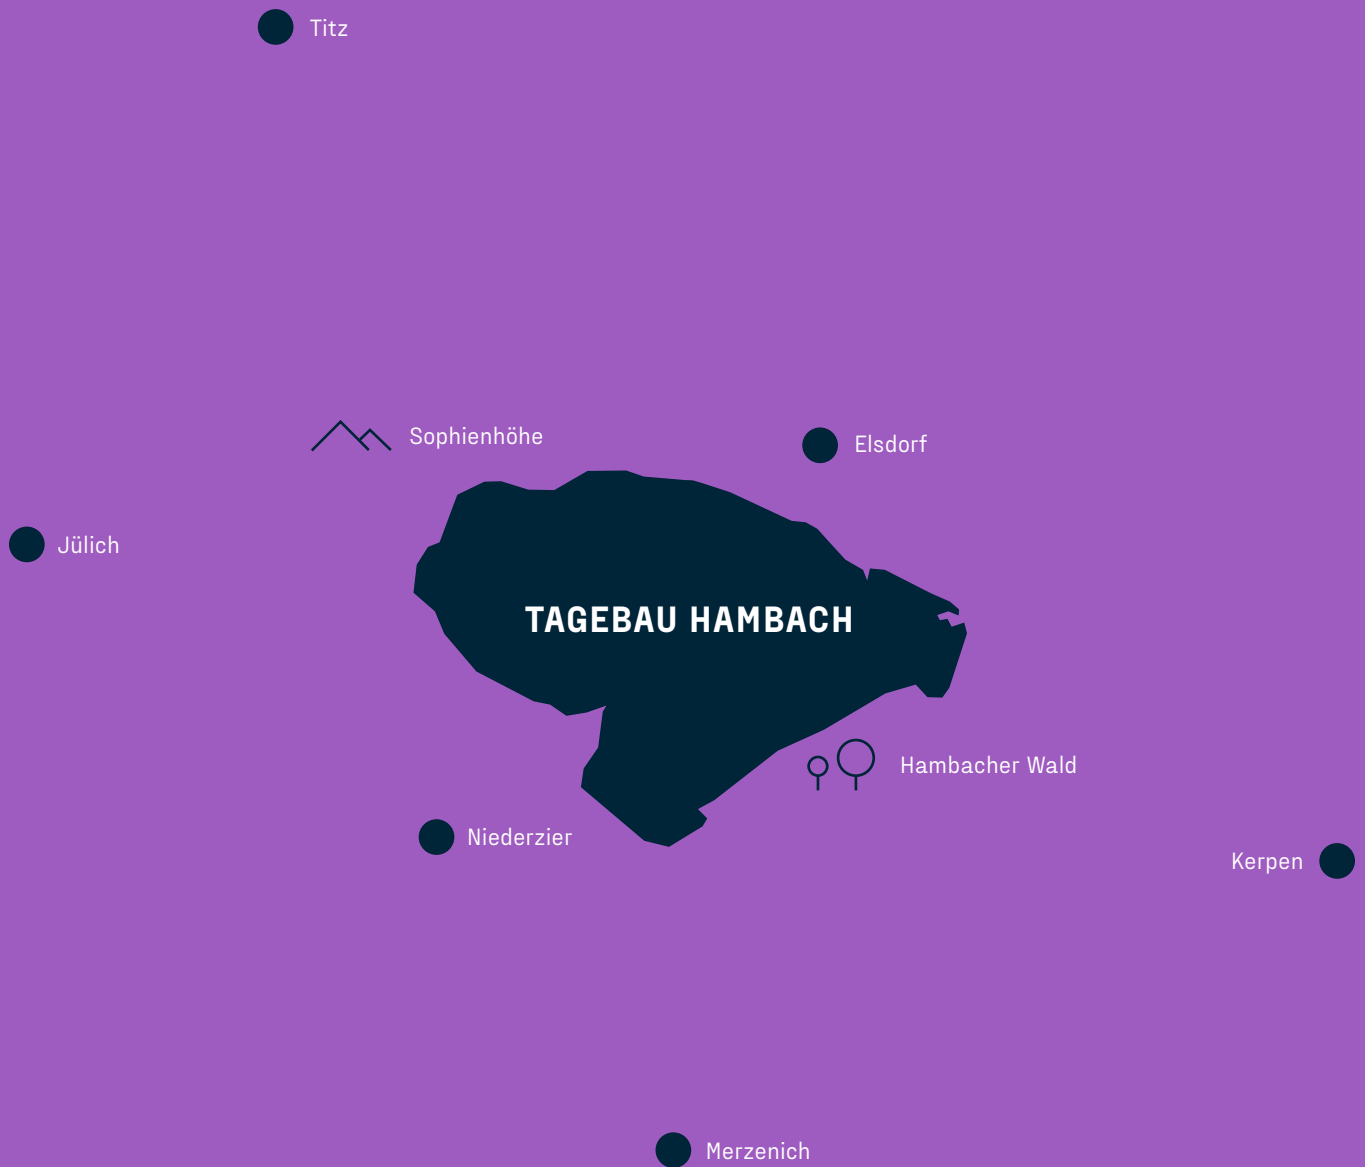 Titz
Sophienhöhe
Elsdorf
Jülich
TAGEBAU HAMBACH
Hambacher Wald
Niederzier
Kerpen
Merzenich